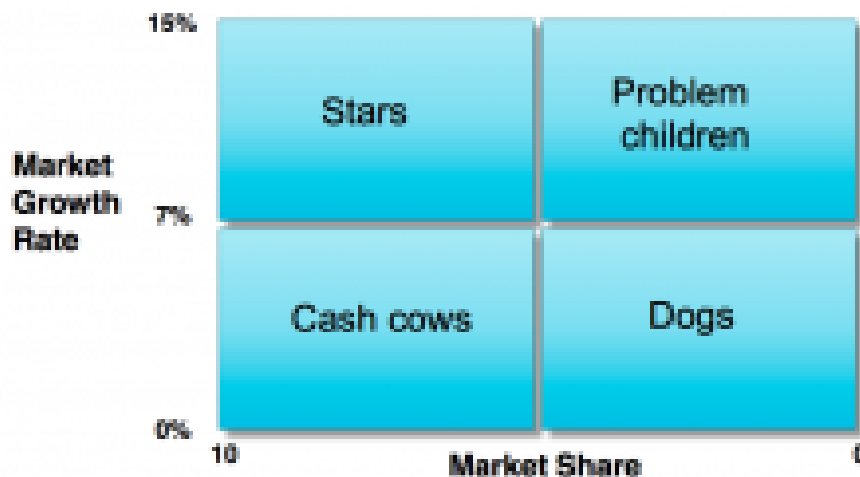 15%
Stars
Problem
children
Market
Growth
Rate
7%
Cash cows
Dogs
0%
10
Market Share